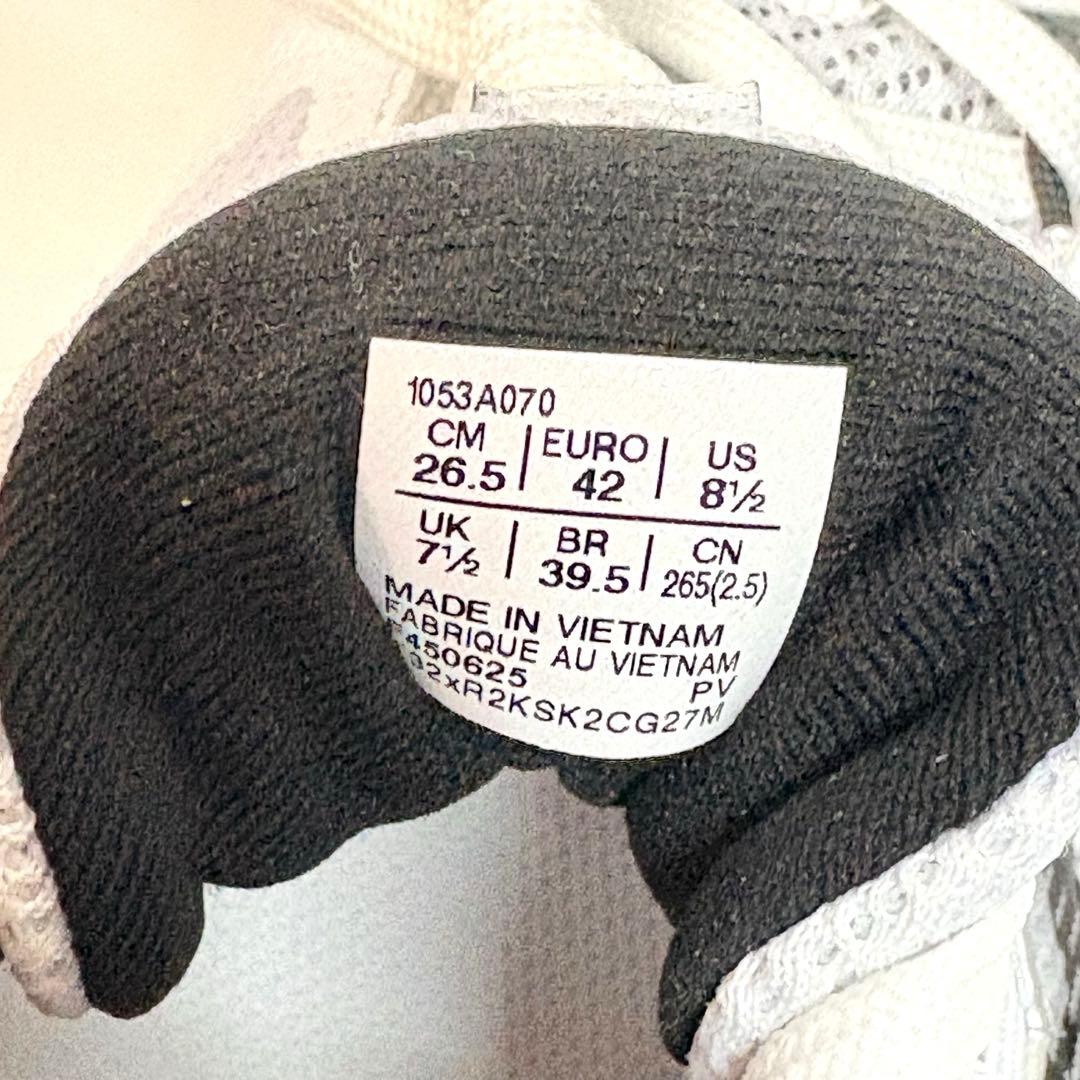 1053A070
CM | EURO | US
26.5 | 42 | 8½
UK | BR | CN
7½ | 39.5 | 265(2.5)
MADE IN VIETNAM
FABRIQUE AU VIETNAM
PV